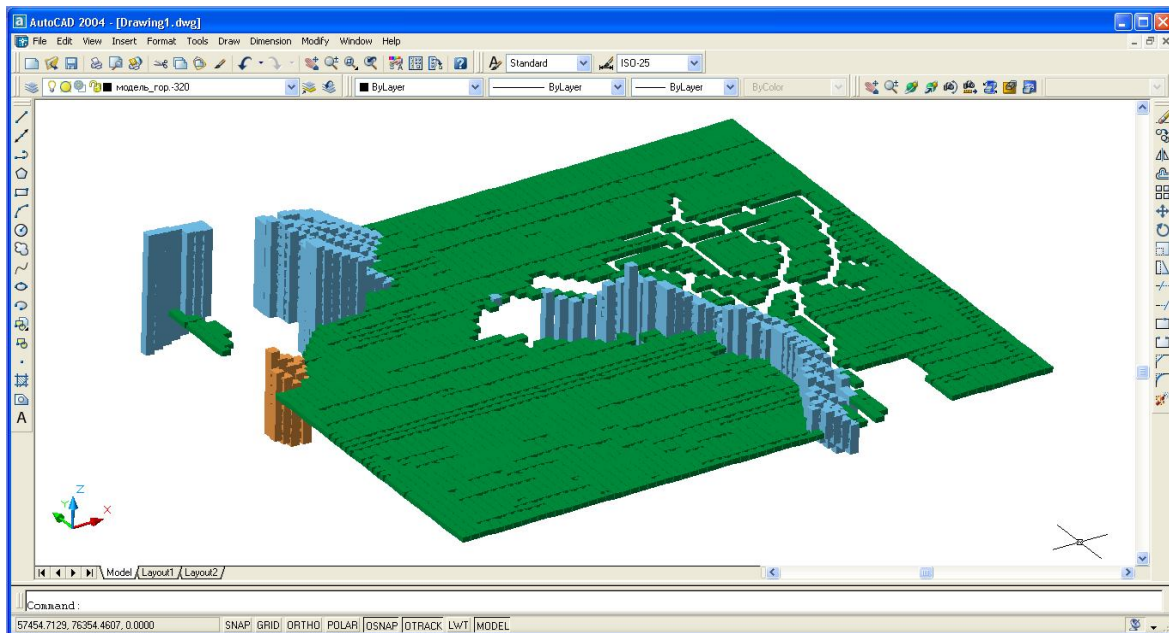 AutoCAD 2004 - [Drawing1.dwg]
File Edit View Insert Format Tools Draw Dimension Modify Window Help
Standard ISO-25
модель_гор.-320 ByLayer ByLayer ByLayer ByColor
A
Z
Y X
Model Layout1 Layout2
Command:
57454.7129, 76354.4607, 0.0000 SNAP GRID ORTHO POLAR OSNAP OTRACK LWT MODEL